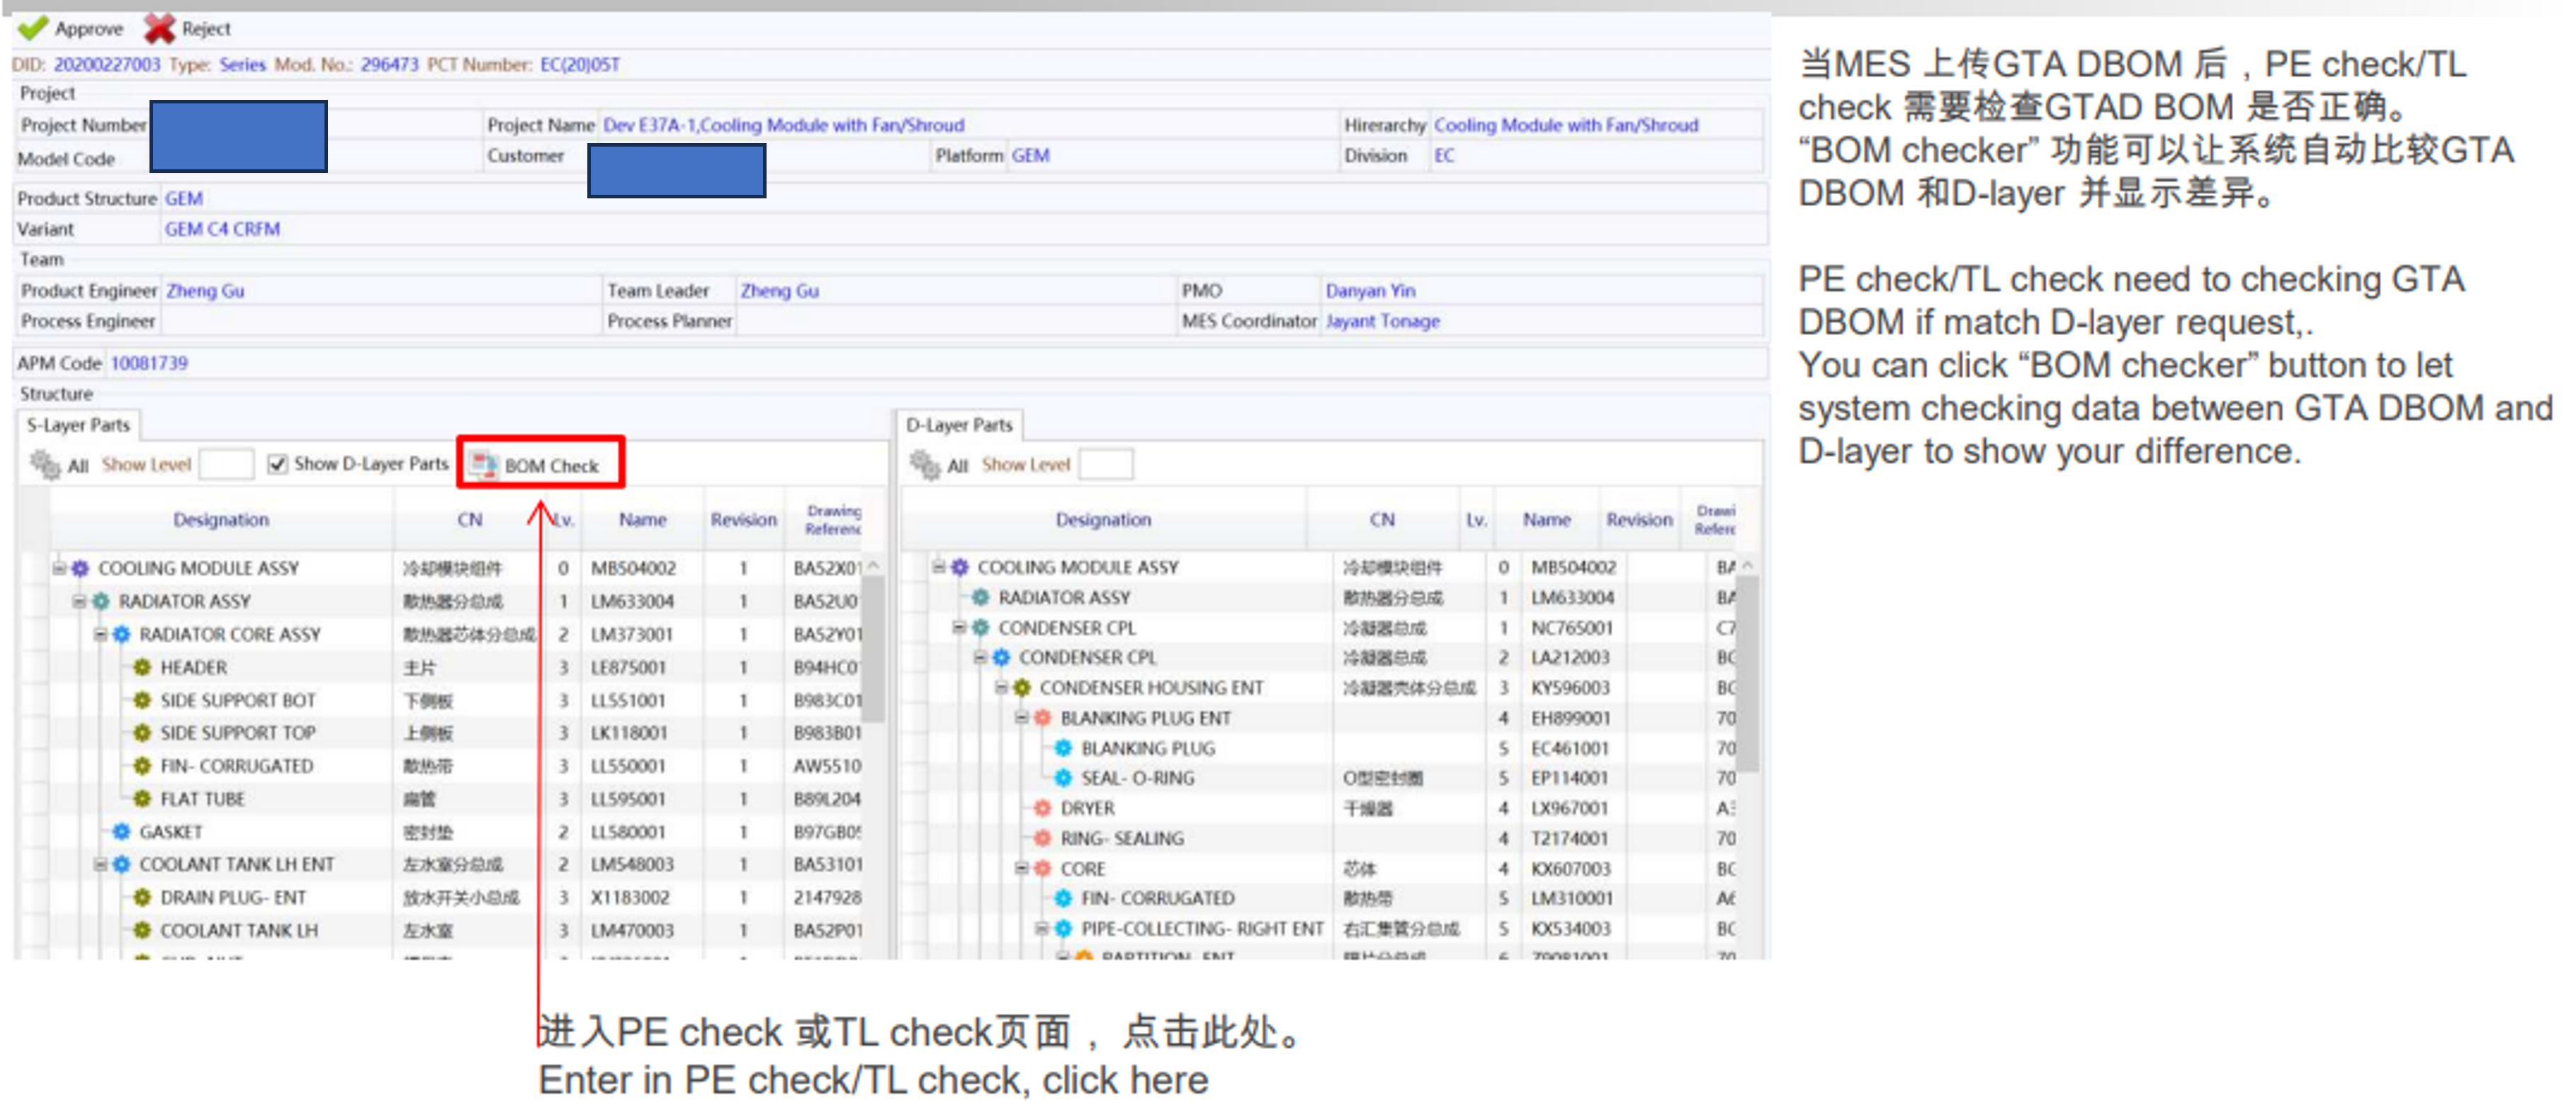 Approve Reject
DID: 20200227003 Type: Series Mod. No.: 296473 PCT Number: EC(20)05T
Project
Project Number Project Name Dev E37A-1,Cooling Module with Fan/Shroud Hirerarchy Cooling Module with Fan/Shroud
Model Code Customer Platform GEM Division EC
Product Structure GEM
Variant GEM C4 CRFM
Team
Product Engineer Zheng Gu Team Leader Zheng Gu PMO Danyan Yin
Process Engineer Process Planner MES Coordinator Jayant Tonage
APM Code 10081739
Structure
S-Layer Parts
All Show Level Show D-Layer Parts BOM Check
Designation CN Lv. Name Revision Drawing Referenc
COOLING MODULE ASSY 冷却模块组件 0 MB504002 1 BA52X01
RADIATOR ASSY 散热器分总成 1 LM633004 1 BA52U0
RADIATOR CORE ASSY 散热器芯体分总成 2 LM373001 1 BA52Y01
HEADER 主片 3 LE875001 1 B94HC0
SIDE SUPPORT BOT 下侧板 3 LL551001 1 B983C01
SIDE SUPPORT TOP 上侧板 3 LK118001 1 B983B01
FIN- CORRUGATED 散热带 3 LL550001 1 AW5510
FLAT TUBE 扁管 3 LL595001 1 B89L204
GASKET 密封垫 2 LL580001 1 B97GB0
COOLANT TANK LH ENT 左水室分总成 2 LM548003 1 BA53101
DRAIN PLUG- ENT 放水开关小总成 3 X1183002 1 2147928
COOLANT TANK LH 左水室 3 LM470003 1 BA52P01
D-Layer Parts
All Show Level
Designation CN Lv. Name Revision Drawi Refere
COOLING MODULE ASSY 冷却模块组件 0 MB504002 BA
RADIATOR ASSY 散热器分总成 1 LM633004 BA
CONDENSER CPL 冷凝器总成 1 NC765001 C7
CONDENSER CPL 冷凝器总成 2 LA212003 BC
CONDENSER HOUSING ENT 冷凝器壳体分总成 3 KY596003 BC
BLANKING PLUG ENT 4 EH899001 70
BLANKING PLUG 5 EC461001 70
SEAL- O-RING O型密封圈 5 EP114001 70
DRYER 干燥器 4 LX967001 A3
RING- SEALING 4 T2174001 70
CORE 芯体 4 KX607003 BC
FIN- CORRUGATED 散热带 5 LM310001 A6
PIPE-COLLECTING- RIGHT ENT 右汇集管分总成 5 KX534003 BC
PARTITION- ENT 隔片分总成 6 Z9081001 70
当MES 上传GTA DBOM 后，PE check/TL
check 需要检查GTAD BOM 是否正确。
“BOM checker” 功能可以让系统自动比较GTA
DBOM 和D-layer 并显示差异。
PE check/TL check need to checking GTA
DBOM if match D-layer request,.
You can click “BOM checker” button to let
system checking data between GTA DBOM and
D-layer to show your difference.
进入PE check 或TL check页面，点击此处。
Enter in PE check/TL check, click here